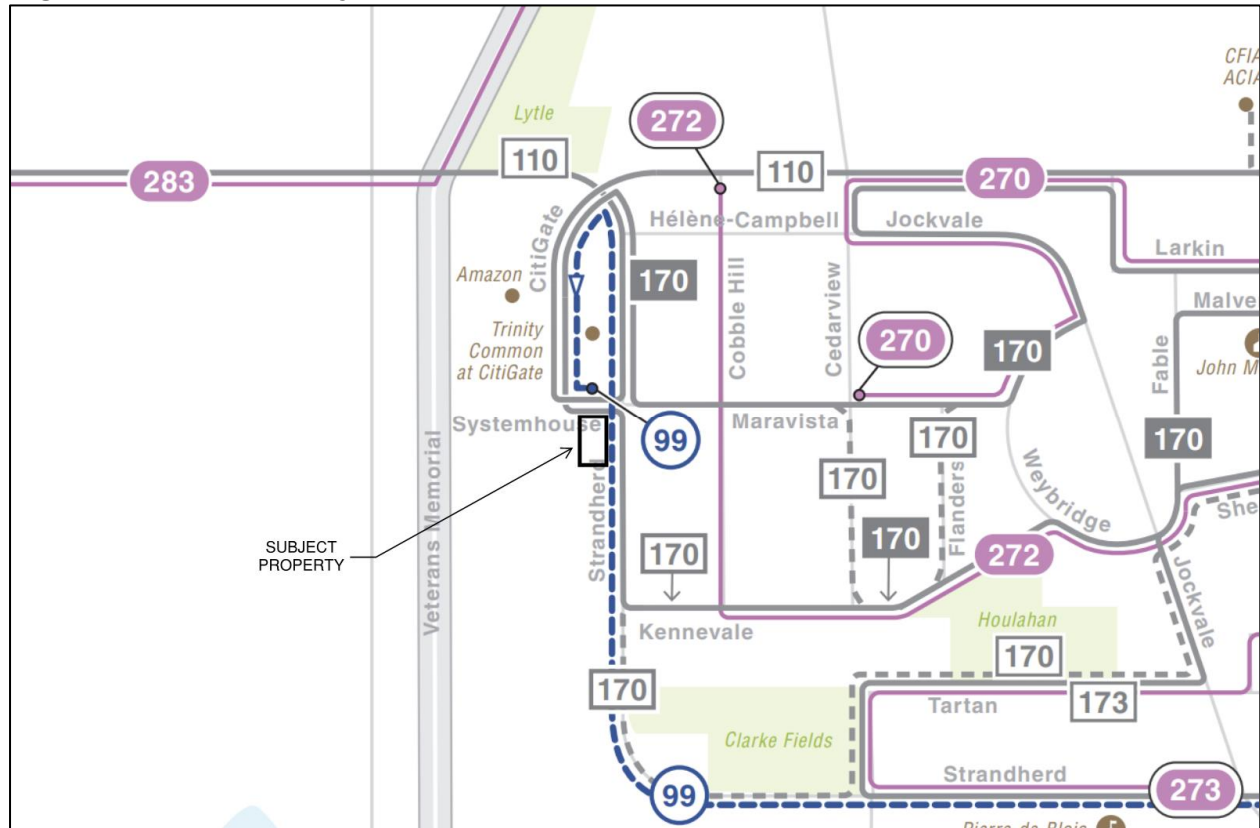 CFIA
ACIA
Lytle
272
110
110
270
283
CitiGate
Hélène-Campbell
Jockvale
Larkin
Amazon
170
Cobble Hill
Cedarview
Malve
Trinity
Common
at CitiGate
270
170
Fable
John M
Systemhouse
99
Maravista
170
170
170
Flanders
Weybridge
She
SUBJECT
PROPERTY
Veterans Memorial
Strandherd
170
170
272
Jockvale
Kennevale
Houlahan
170
170
Tartan
173
Clarke Fields
Strandherd
99
273